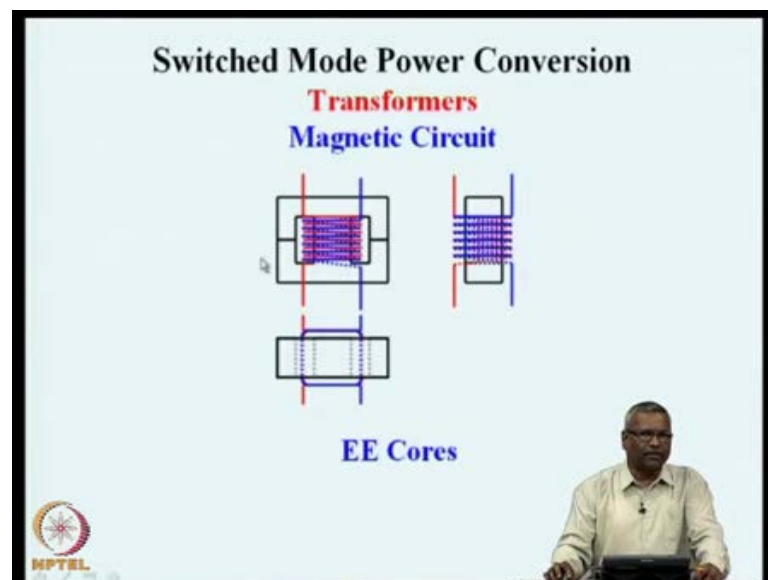 Switched Mode Power Conversion
Transformers
Magnetic Circuit
EE Cores
NPTEL